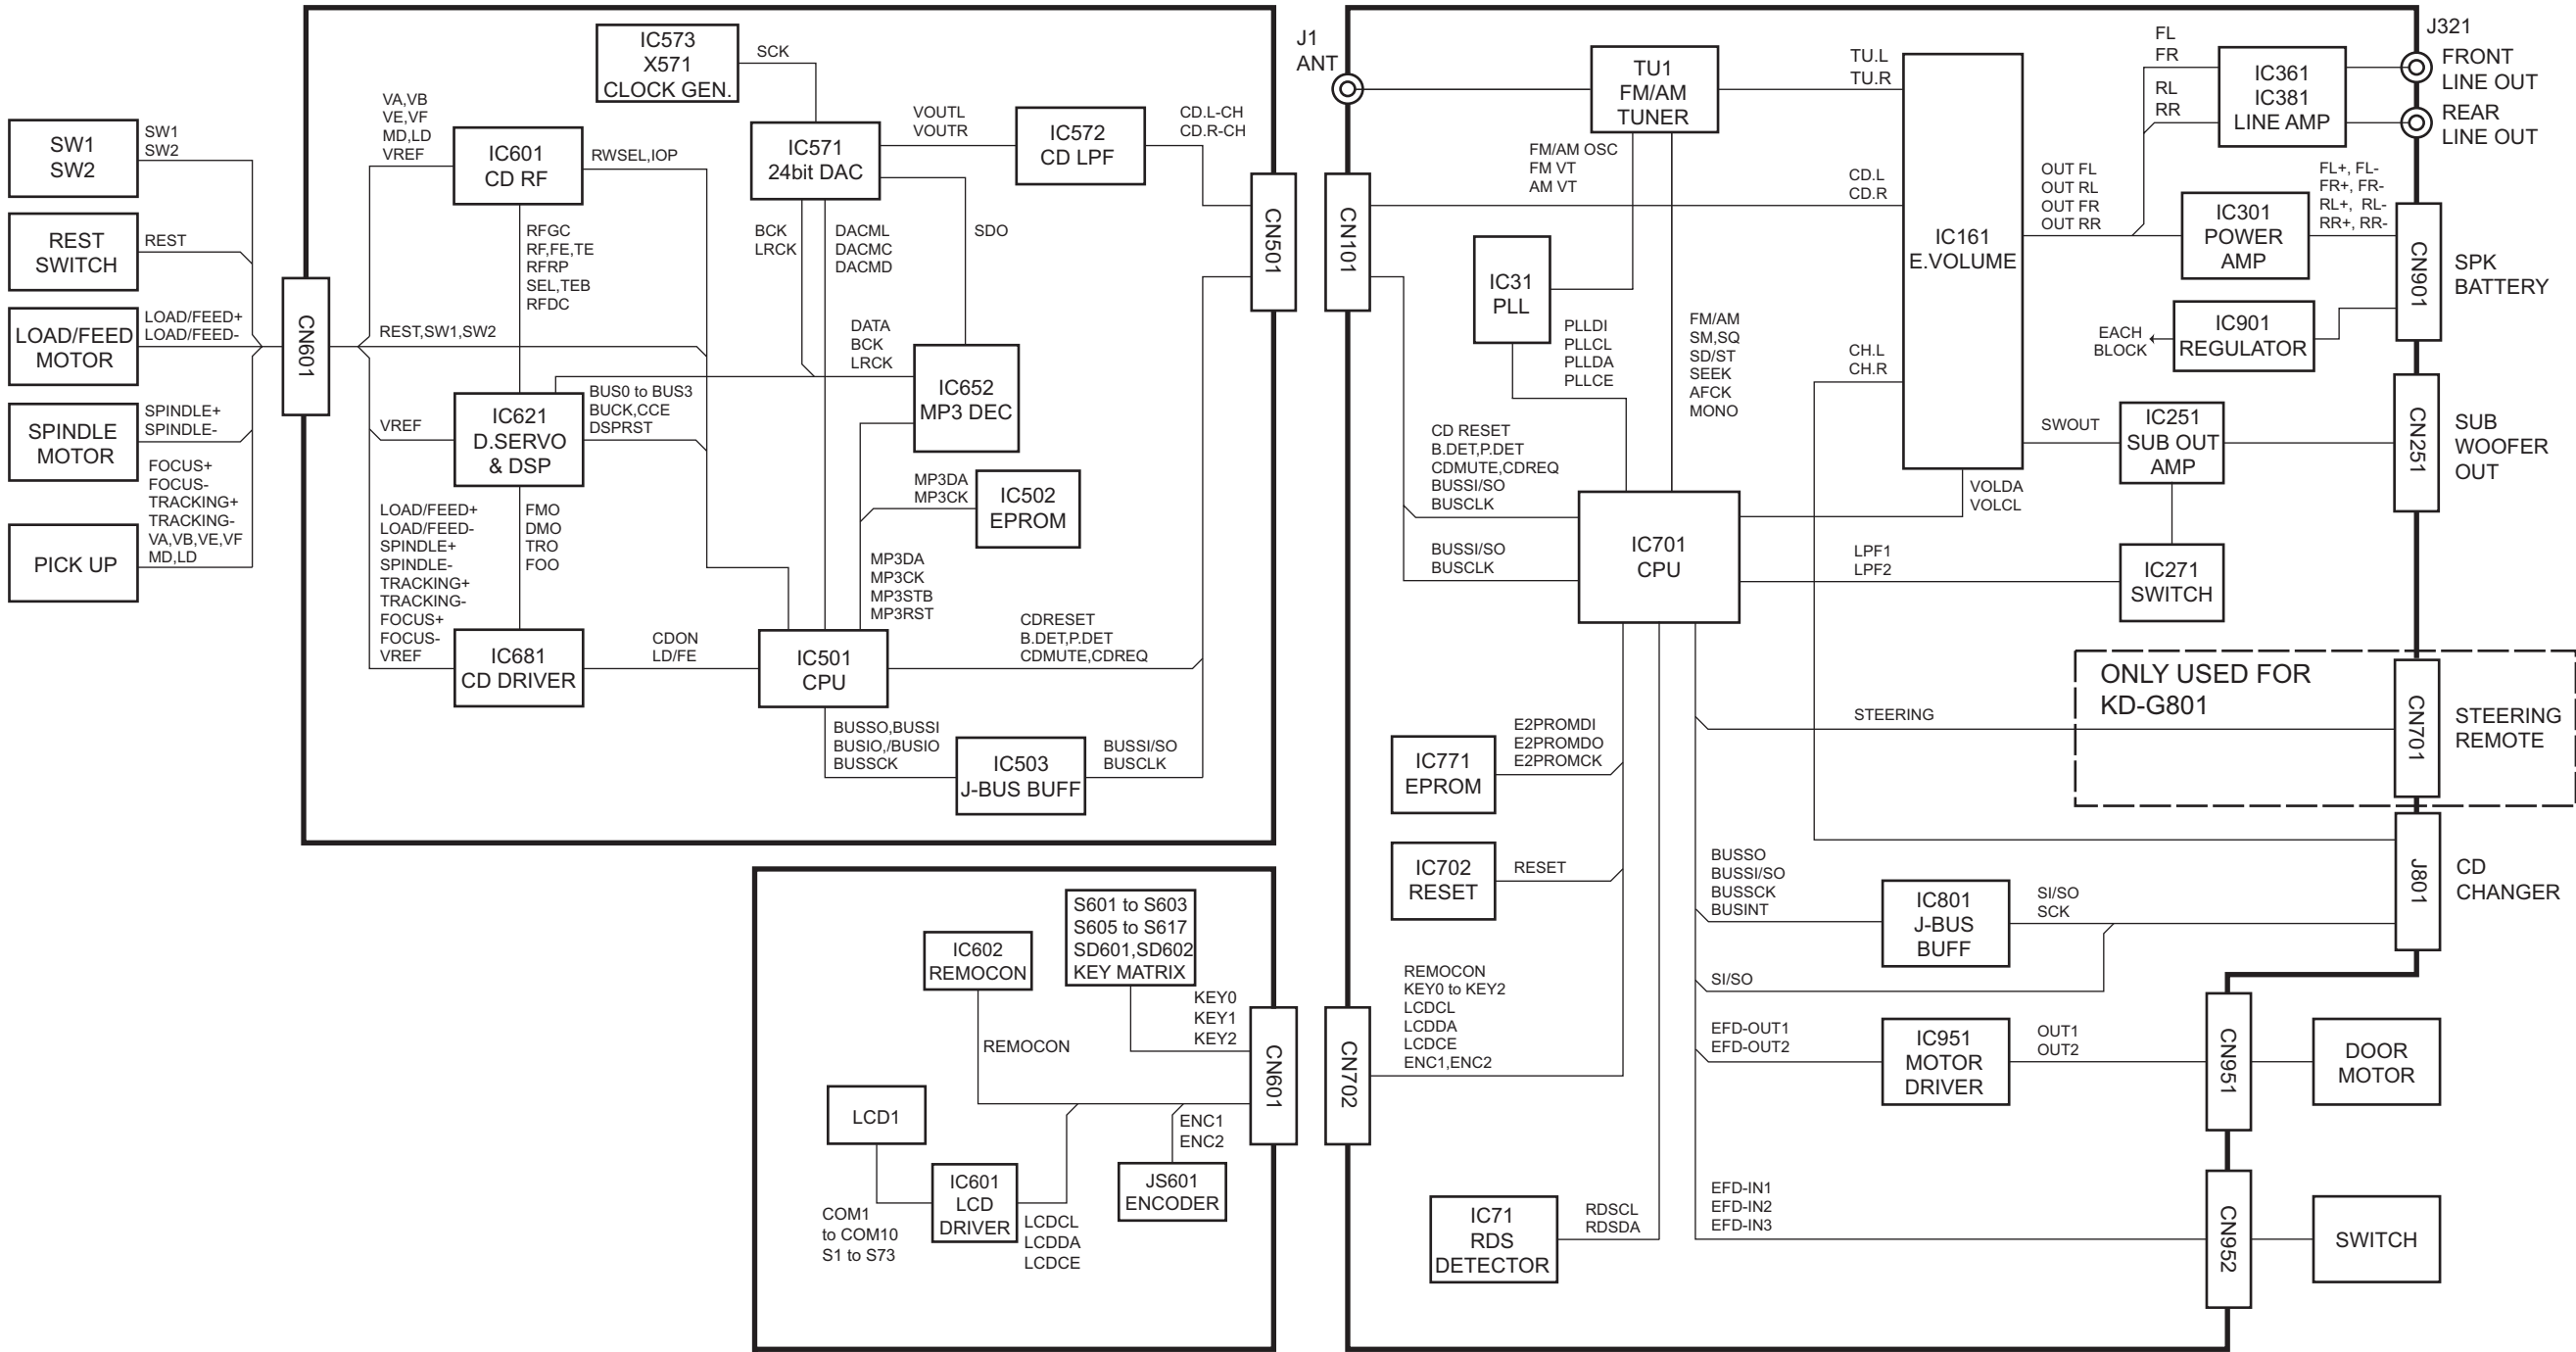 SW1
SW2
SW1
SW2
REST
SWITCH
REST
LOAD/FEED
MOTOR
LOAD/FEED+
LOAD/FEED-
SPINDLE
MOTOR
SPINDLE+
SPINDLE-
PICK UP
FOCUS+
FOCUS-
TRACKING+
TRACKING-
VA,VB,VE,VF
MD,LD
CN601
IC573
X571
CLOCK GEN.
SCK
VA,VB
VE,VF
MD,LD
VREF
IC601
CD RF
RWSEL,IOP
IC571
24bit DAC
VOUTL
VOUTR
IC572
CD LPF
CD.L-CH
CD.R-CH
CN501
RFGC
RF,FE,TE
RFRP
SEL,TEB
RFDC
BCK
LRCK
DACML
DACMC
DACMD
SDO
REST,SW1,SW2
DATA
BCK
LRCK
IC652
MP3 DEC
VREF
IC621
D.SERVO
& DSP
BUS0 to BUS3
BUCK,CCE
DSPRST
MP3DA
MP3CK
IC502
EPROM
LOAD/FEED+
LOAD/FEED-
SPINDLE+
SPINDLE-
TRACKING+
TRACKING-
FOCUS+
FOCUS-
VREF
FMO
DMO
TRO
FOO
MP3DA
MP3CK
MP3STB
MP3RST
IC681
CD DRIVER
CDON
LD/FE
IC501
CPU
CDRESET
B.DET,P.DET
CDMUTE,CDREQ
BUSSO,BUSSI
BUSIO,/BUSIO
BUSSCK
IC503
J-BUS BUFF
BUSSI/SO
BUSCLK
S601 to S603
S605 to S617
SD601,SD602
KEY MATRIX
IC602
REMOCON
KEY0
KEY1
KEY2
REMOCON
CN601
LCD1
ENC1
ENC2
IC601
LCD
DRIVER
JS601
ENCODER
COM1
to COM10
S1 to S73
LCDCL
LCDDA
LCDCE
J1
ANT
TU1
FM/AM
TUNER
TU.L
TU.R
FM/AM OSC
FM VT
AM VT
CD.L
CD.R
IC161
E.VOLUME
CN101
IC31
PLL
PLLDI
PLLCL
PLLDA
PLLCE
FM/AM
SM,SQ
SD/ST
SEEK
AFCK
MONO
CH.L
CH.R
CD RESET
B.DET,P.DET
CDMUTE,CDREQ
BUSSI/SO
BUSCLK
BUSSI/SO
BUSCLK
IC701
CPU
VOLDA
VOLCL
LPF1
LPF2
FL
FR
RL
RR
IC361
IC381
LINE AMP
J321
FRONT
LINE OUT
REAR
LINE OUT
OUT FL
OUT RL
OUT FR
OUT RR
IC301
POWER
AMP
FL+, FL-
FR+, FR-
RL+, RL-
RR+, RR-
CN901
SPK
BATTERY
EACH
BLOCK
IC901
REGULATOR
SWOUT
IC251
SUB OUT
AMP
CN251
SUB
WOOFER
OUT
IC271
SWITCH
ONLY USED FOR
KD-G801
STEERING
CN701
STEERING
REMOTE
IC771
EPROM
E2PROMDI
E2PROMDO
E2PROMCK
IC702
RESET
RESET
BUSSO
BUSSI/SO
BUSSCK
BUSINT
IC801
J-BUS
BUFF
SI/SO
SCK
J801
CD
CHANGER
SI/SO
REMOCON
KEY0 to KEY2
LCDCL
LCDDA
LCDCE
ENC1,ENC2
CN702
EFD-OUT1
EFD-OUT2
IC951
MOTOR
DRIVER
OUT1
OUT2
CN951
DOOR
MOTOR
IC71
RDS
DETECTOR
RDSCL
RDSDA
EFD-IN1
EFD-IN2
EFD-IN3
CN952
SWITCH